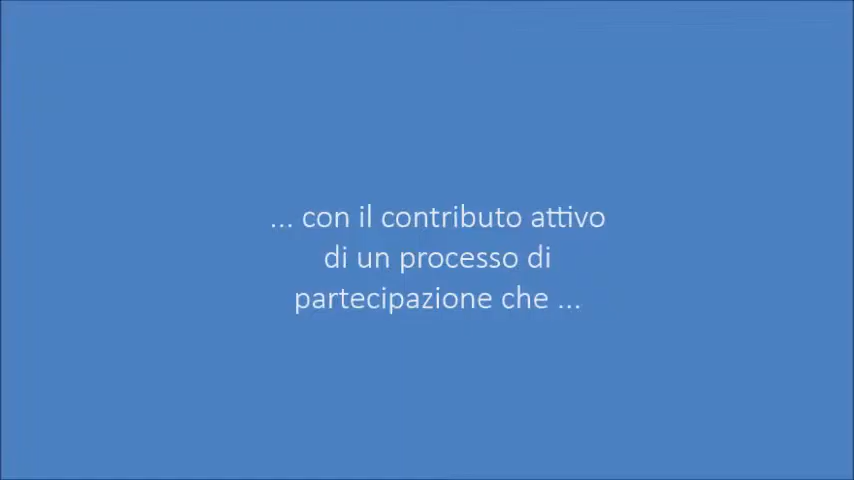 ... con il contributo attivo
di un processo di
partecipazione che ...